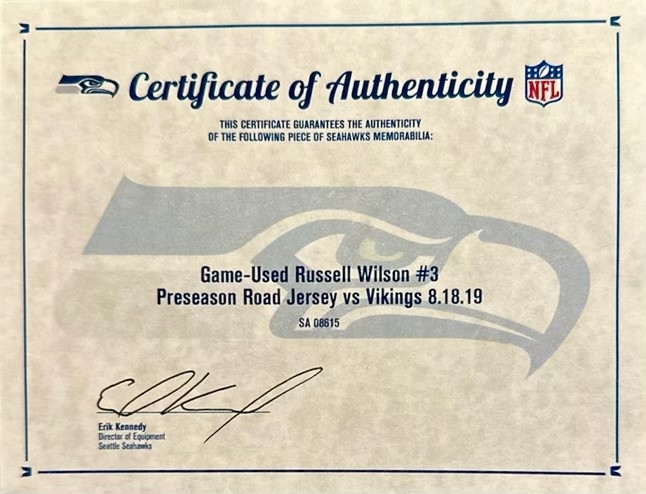 Certificate of Authenticity
NFL
THIS CERTIFICATE GUARANTEES THE AUTHENTICITY
OF THE FOLLOWING PIECE OF SEAHAWKS MEMORABILIA:
Game-Used Russell Wilson #3
Preseason Road Jersey vs Vikings 8.18.19
SA 08615
Erik Kennedy
Director of Equipment
Seattle Seahawks